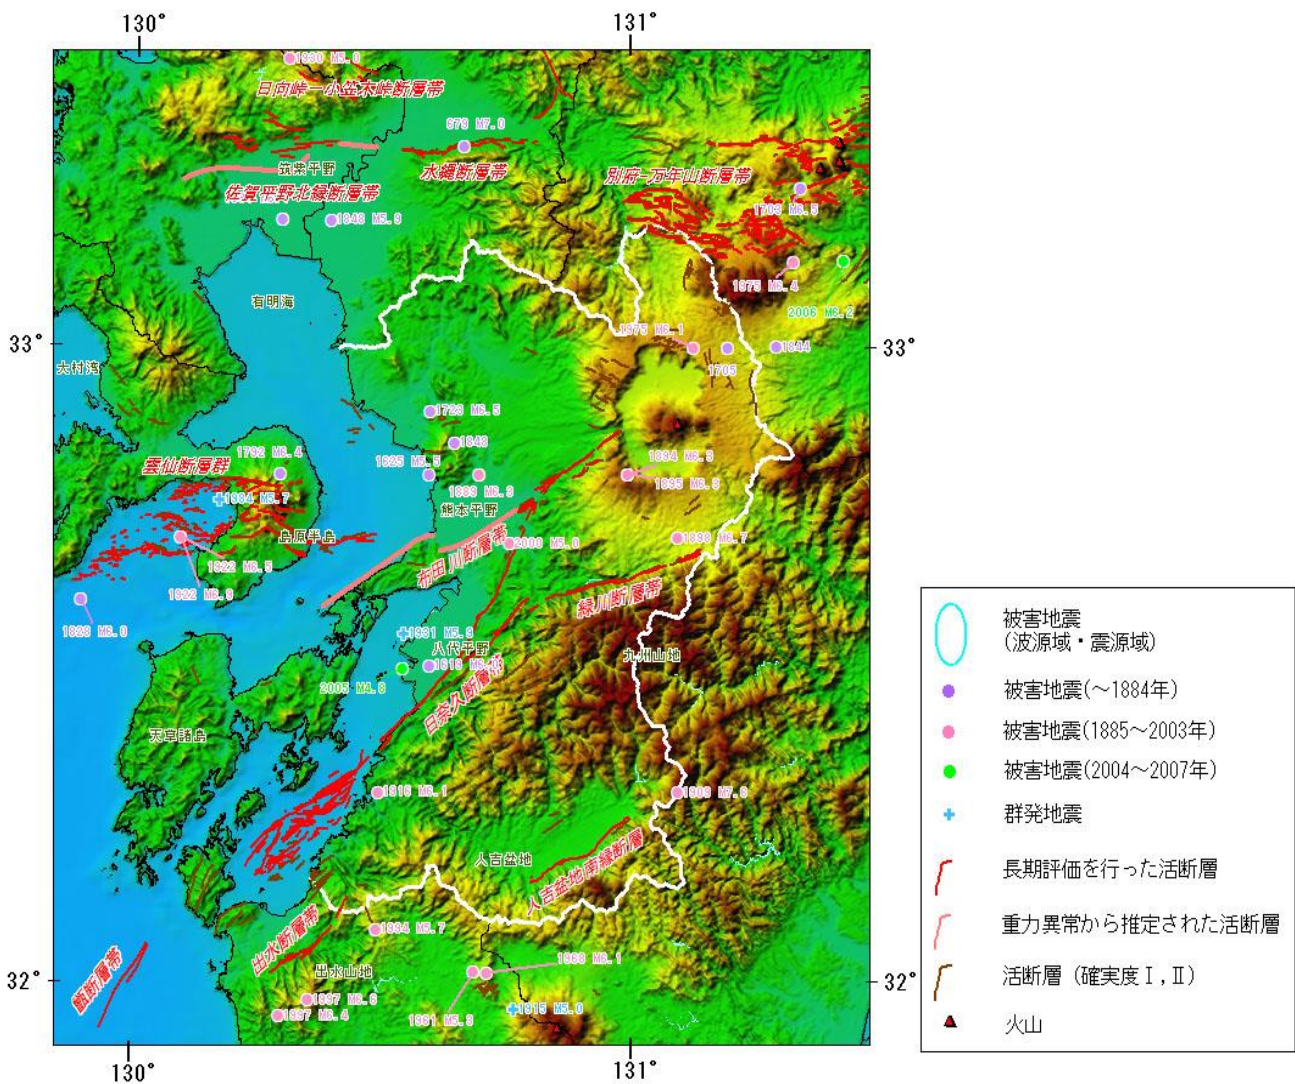 130°
131°
1930 M5.0
日向峠ー小笠木峠断層帯
679 M7.0
筑紫平野
水縄断層帯
別府-万年山断層帯
佐賀平野北縁断層帯
1703 M6.5
1848 M5.9
1975 M6.4
有明海
2006 M6.2
33°
1975 M6.1
33°
1844
大村湾
1705
1723 M6.5
1848
1792 M6.4
1625 M5.5
1894 M6.3
雲仙断層群
1889 M6.3
1895 M6.3
1984 M5.7
熊本平野
島原半島
布田川断層帯
2000 M5.0
1898 M6.7
1922 M6.5
1922 M6.9
緑川断層帯
1828 M6.0
1931 M5.9
八代平野
九州山地
1619 M6.0
2005 M4.8
日奈久断層帯
天草諸島
1916 M6.1
1909 M7.6
人吉盆地
人吉盆地南縁断層
1994 M5.7
出水断層帯
出水山地
1968 M6.1
32°
32°
甑断層帯
1997 M6.6
1997 M6.4
1961 M5.3
1915 M5.0
130°
131°
被害地震
(波源域・震源域)
被害地震(～1884年)
被害地震(1885～2003年)
被害地震(2004～2007年)
群発地震
長期評価を行った活断層
重力異常から推定された活断層
活断層（確実度Ⅰ,Ⅱ）
火山